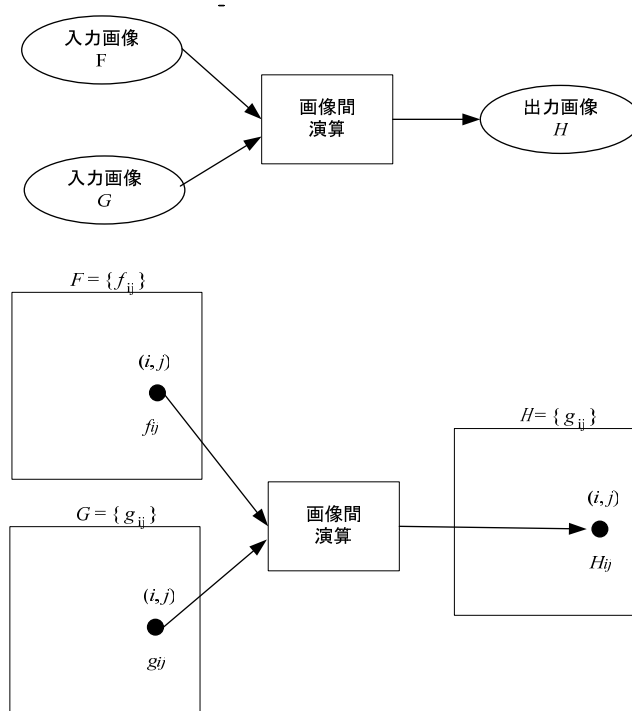 入力画像
F
画像間
演算
出力画像
H
入力画像
G
F = { f ij }
(i, j)
fij
H = { g ij }
(i, j)
Hij
画像間
演算
G = { g ij }
(i, j)
gij